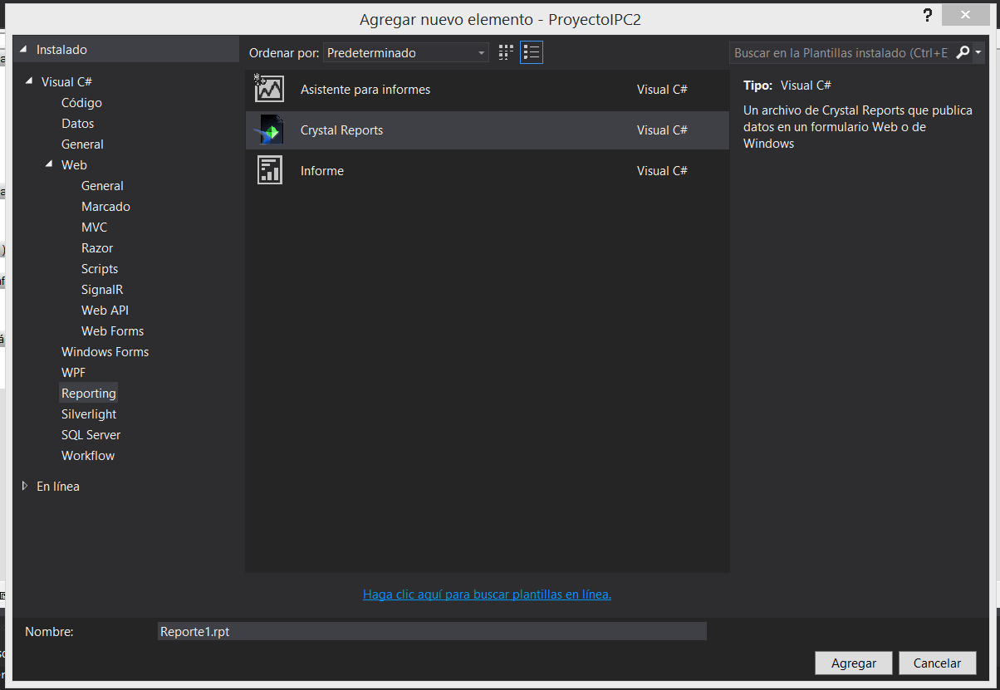 Agregar nuevo elemento - ProyectoIPC2
?
Instalado
Visual C#
Código
Datos
General
Web
General
Marcado
MVC
Razor
Scripts
SignalR
Web API
Web Forms
Windows Forms
WPF
Reporting
Silverlight
SQL Server
Workflow
En línea
Ordenar por: Predeterminado
Asistente para informes Visual C#
Crystal Reports Visual C#
Informe Visual C#
Haga clic aquí para buscar plantillas en línea.
Buscar en la Plantillas instalado (Ctrl+E
Tipo: Visual C#
Un archivo de Crystal Reports que publica
datos en un formulario Web o de
Windows
Nombre: Reporte1.rpt
Agregar Cancelar